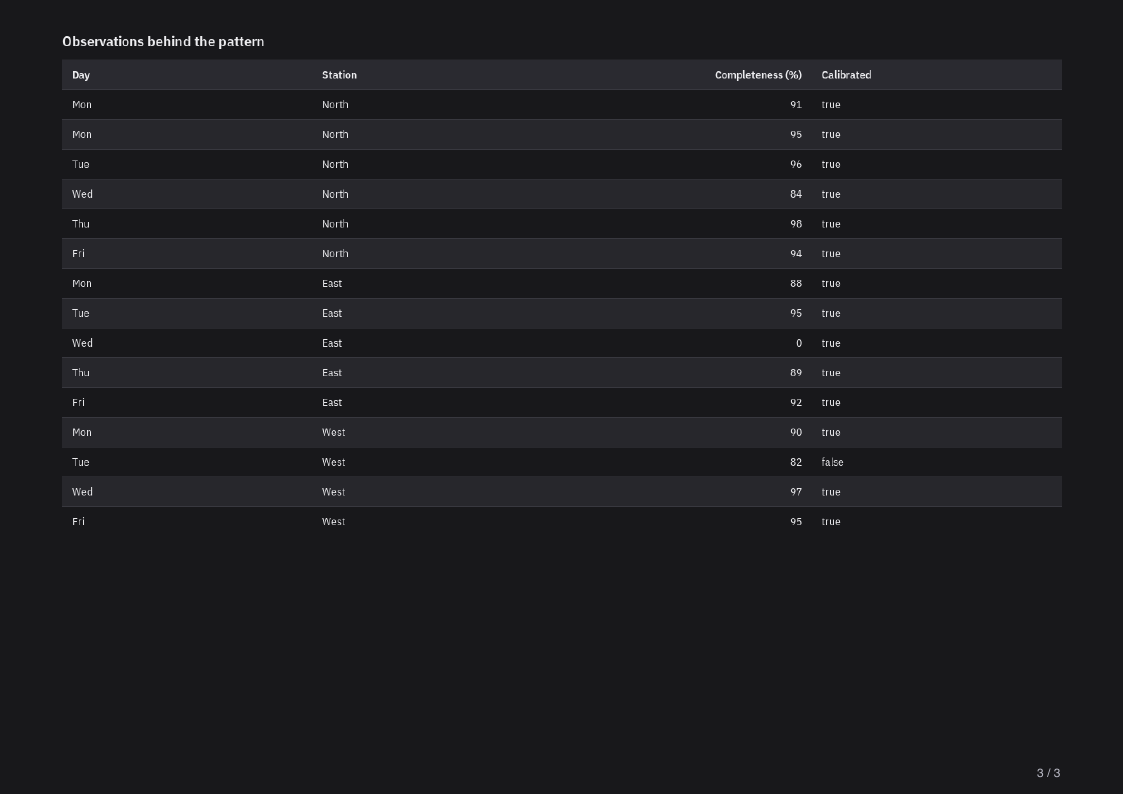 Observations behind the pattern
Day Station Completeness (%) Calibrated
Mon North 91 true
Mon North 95 true
Tue North 96 true
Wed North 84 true
Thu North 98 true
Fri North 94 true
Mon East 88 true
Tue East 95 true
Wed East 0 true
Thu East 89 true
Fri East 92 true
Mon West 90 true
Tue West 82 false
Wed West 97 true
Fri West 95 true
3 / 3